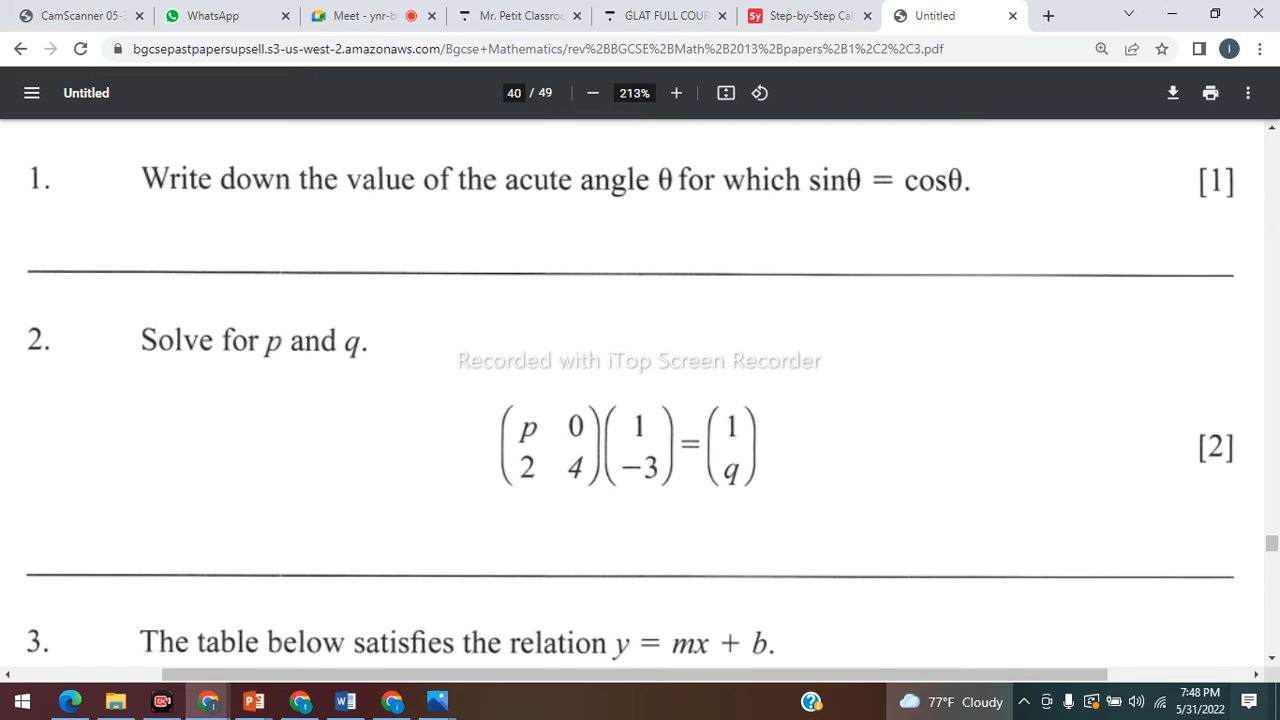 CamScanner 05-3
WhatsApp
Meet - ynr-b
Mr. Petit Classroo
GLAT FULL COUR
Sy Step-by-Step Cal
Untitled
bgcsepastpapersupsell.s3-us-west-2.amazonaws.com/Bgcse+Mathematics/rev%2BBGCSE%2BMath%2B2013%2Bpapers%2B1%2C2%2C3.pdf
I
Untitled
40 / 49
213%
1. Write down the value of the acute angle θ for which sinθ = cosθ. [1]
2. Solve for p and q.
Recorded with iTop Screen Recorder
(p 0) (1) = (1)
(2 4) (−3) (q)
[2]
3. The table below satisfies the relation y = mx + b.
77°F Cloudy
7:48 PM
5/31/2022